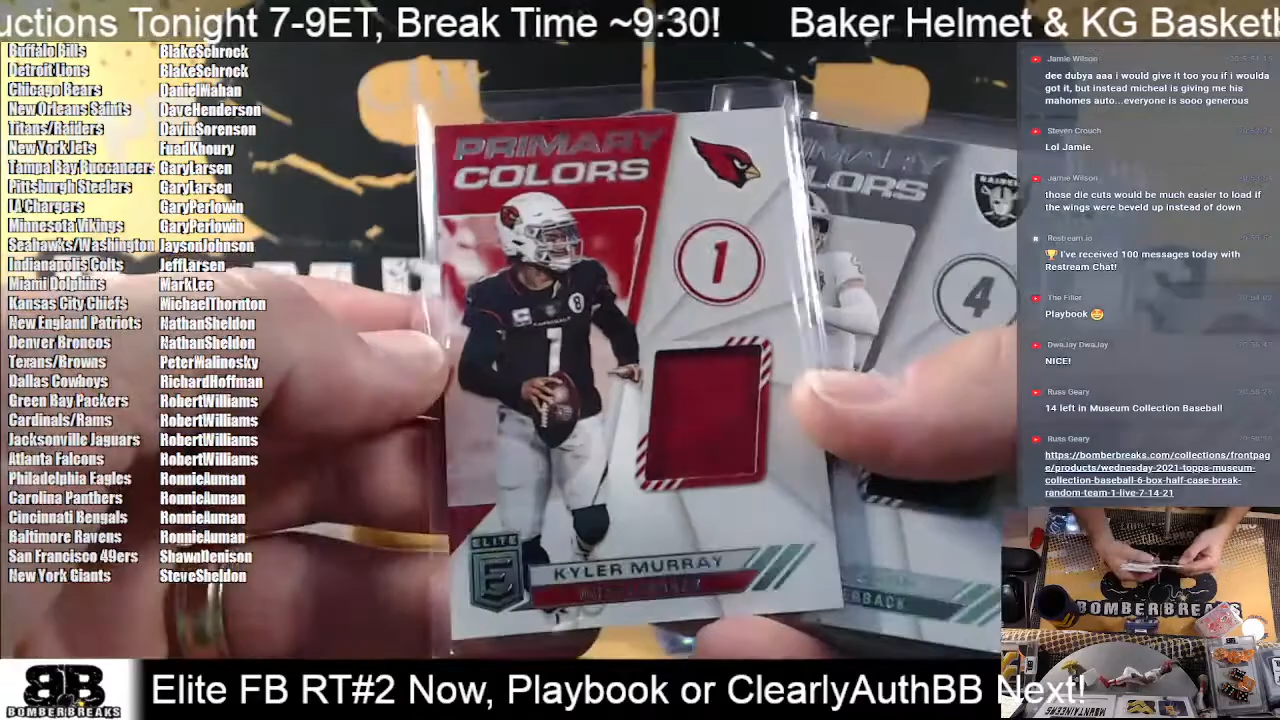 uctions Tonight 7-9ET, Break Time ~9:30! Baker Helmet & KG Basketb
Buffalo Bills BlakeSchrock
Detroit Lions BlakeSchrock
Chicago Bears DanielMahan
New Orleans Saints DaveHenderson
Titans/Raiders DavinSorenson
New York Jets FuadKhoury
Tampa Bay Buccaneers GaryLarsen
Pittsburgh Steelers GaryLarsen
LA Chargers GaryPerlowin
Minnesota Vikings GaryPerlowin
Seahawks/Washington JaysonJohnson
Indianapolis Colts JeffLarsen
Miami Dolphins MarkLee
Kansas City Chiefs MichaelThornton
New England Patriots NathanSheldon
Denver Broncos NathanSheldon
Texans/Browns PeterMalinosky
Dallas Cowboys RichardHoffman
Green Bay Packers RobertWilliams
Cardinals/Rams RobertWilliams
Jacksonville Jaguars RobertWilliams
Atlanta Falcons RobertWilliams
Philadelphia Eagles RonnieAuman
Carolina Panthers RonnieAuman
Cincinnati Bengals RonnieAuman
Baltimore Ravens RonnieAuman
San Francisco 49ers ShawnDenison
New York Giants SteveSheldon
PRIMARY
COLORS
1
1
ELITE
E
KYLER MURRAY
LORS
RAIDERS
4
Jamie Wilson
dee dubya aaa i would give it too you if i woulda
got it, but instead micheal is giving me his
mahomes auto...everyone is sooo generous
Steven Crouch
Lol Jamie.
Jamie Wilson
those die cuts would be much easier to load if
the wings were beveld up instead of down
Restream.io
🏆 I've received 100 messages today with
Restream Chat!
The Filler
Playbook 🤩
DwaJay DwaJay
NICE!
Russ Geary
14 left in Museum Collection Baseball
Russ Geary
https://bomberbreaks.com/collections/frontpag
e/products/wednesday-2021-topps-museum-
collection-baseball-6-box-half-case-break-
random-team-1-live-7-14-21
BOMBERBREAKS
MOUNTAINEERS
BB
BOMBERBREAKS
Elite FB RT#2 Now, Playbook or ClearlyAuthBB Next!